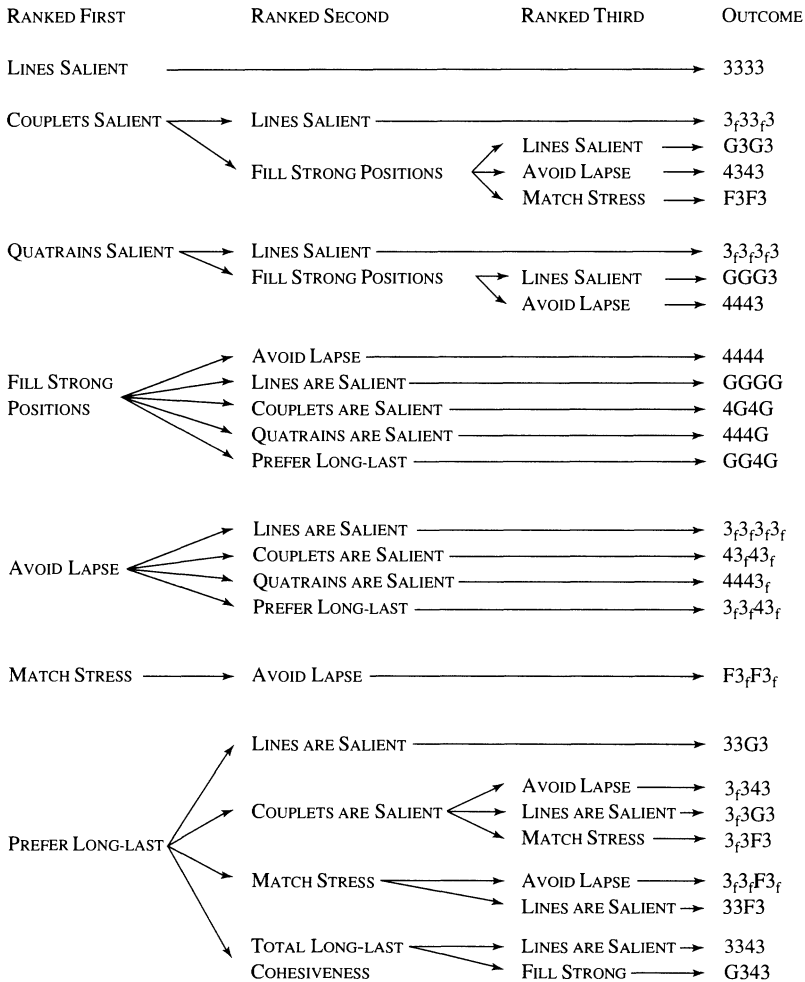 RANKED FIRST RANKED SECOND RANKED THIRD OUTCOME
LINES SALIENT 3333
COUPLETS SALIENT LINES SALIENT 3f33f3
LINES SALIENT G3G3
FILL STRONG POSITIONS AVOID LAPSE 4343
MATCH STRESS F3F3
QUATRAINS SALIENT LINES SALIENT 3f3f3f3
FILL STRONG POSITIONS LINES SALIENT GGG3
AVOID LAPSE 4443
AVOID LAPSE 4444
FILL STRONG LINES ARE SALIENT GGGG
POSITIONS COUPLETS ARE SALIENT 4G4G
QUATRAINS ARE SALIENT 444G
PREFER LONG-LAST GG4G
LINES ARE SALIENT 3f3f3f3f
AVOID LAPSE COUPLETS ARE SALIENT 43f43f
QUATRAINS ARE SALIENT 4443f
PREFER LONG-LAST 3f3f43f
MATCH STRESS AVOID LAPSE F3fF3f
LINES ARE SALIENT 33G3
AVOID LAPSE 3f343
COUPLETS ARE SALIENT LINES ARE SALIENT 3f3G3
MATCH STRESS 3f3F3
PREFER LONG-LAST
MATCH STRESS AVOID LAPSE 3f3fF3f
LINES ARE SALIENT 33F3
TOTAL LONG-LAST LINES ARE SALIENT 3343
COHESIVENESS FILL STRONG G343